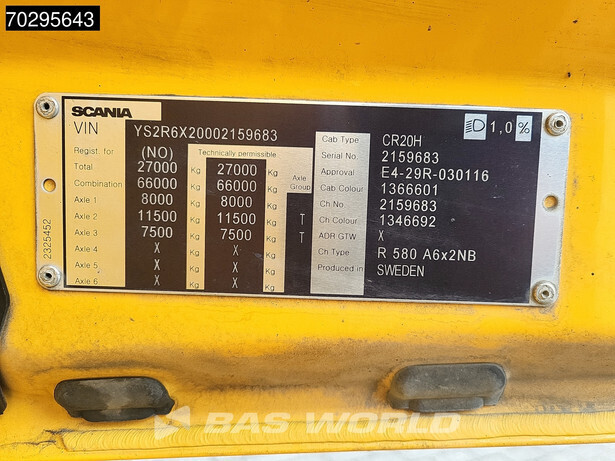 70295643
SCANIA
VIN YS2R6X20002159683
1,0 %
Regist. for (NO) Technically permissible
Total 27000 Kg 27000 Kg
Combination 66000 Kg 66000 Kg Axle Group
Axle 1 8000 Kg 8000 Kg
Axle 2 11500 Kg 11500 Kg T
Axle 3 7500 Kg 7500 Kg T
Axle 4 X Kg X Kg
Axle 5 X Kg X Kg
Axle 6 X Kg X Kg
Cab Type CR20H
Serial No. 2159683
Approval E4-29R-030116
Cab Colour 1366601
Ch No 2159683
Ch Colour 1346692
ADR GTW X
Ch Type R 580 A6x2NB
Produced in SWEDEN
2325452
BAS WORLD